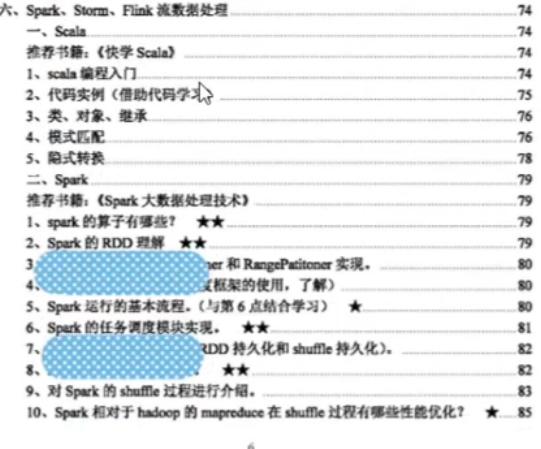 六、Spark、Storm、Flink 流数据处理 74
一、Scala 74
推荐书籍:《快学 Scala》 74
1、scala 编程入门 74
2、代码实例(借助代码学习 75
3、类、对象、继承 76
4、模式匹配 76
5、隐式转换 78
二、Spark 79
推荐书籍:《Spark 大数据处理技术》 79
1、spark 的算子有哪些? ★★ 79
2、Spark 的 RDD 理解 ★★ 79
3 ner 和 RangePatitoner 实现。 80
4、 框架的使用,了解) 80
5、Spark 运行的基本流程。(与第 6 点结合学习) ★ 80
6、Spark 的任务调度模块实现。 ★★ 81
7、 RDD 持久化和 shuffle 持久化)。 82
8、 ★★ 82
9、对 Spark 的 shuffle 过程进行介绍。 83
10、Spark 相对于 hadoop 的 mapreduce 在 shuffle 过程有哪些性能优化? ★ 85